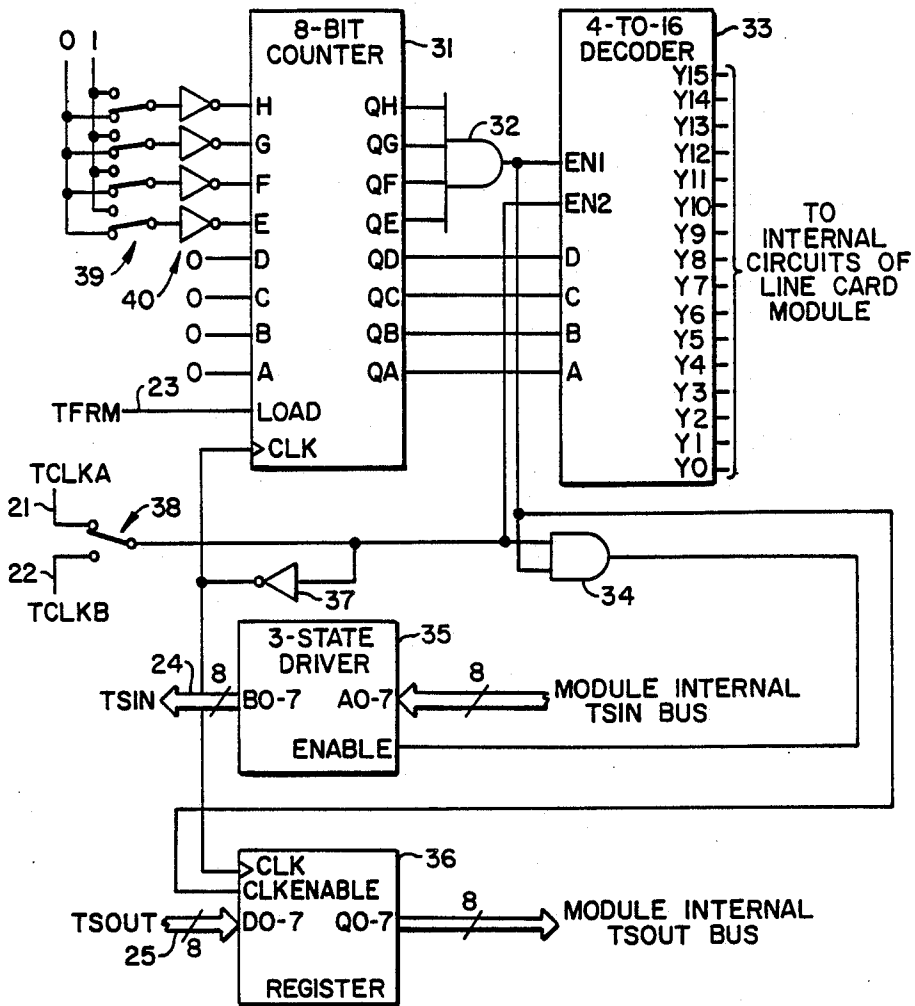 0 1
8-BIT
COUNTER
31
4-TO-16
DECODER
33
H
G
F
E
D
C
B
A
LOAD
CLK
QH
QG
QF
QE
QD
QC
QB
QA
32
EN1
EN2
D
C
B
A
Y15
Y14
Y13
Y12
Y11
Y10
Y9
Y8
Y7
Y6
Y5
Y4
Y3
Y2
Y1
Y0
TO
INTERNAL
CIRCUITS OF
LINE CARD
MODULE
39
40
0
0
0
0
TFRM
23
TCLKA
21
38
22
TCLKB
37
34
3-STATE
DRIVER
35
TSIN
24
8
B0-7
A0-7
8
MODULE INTERNAL
TSIN BUS
ENABLE
36
CLK
CLKENABLE
TSOUT
25
8
D0-7
Q0-7
8
MODULE INTERNAL
TSOUT BUS
REGISTER